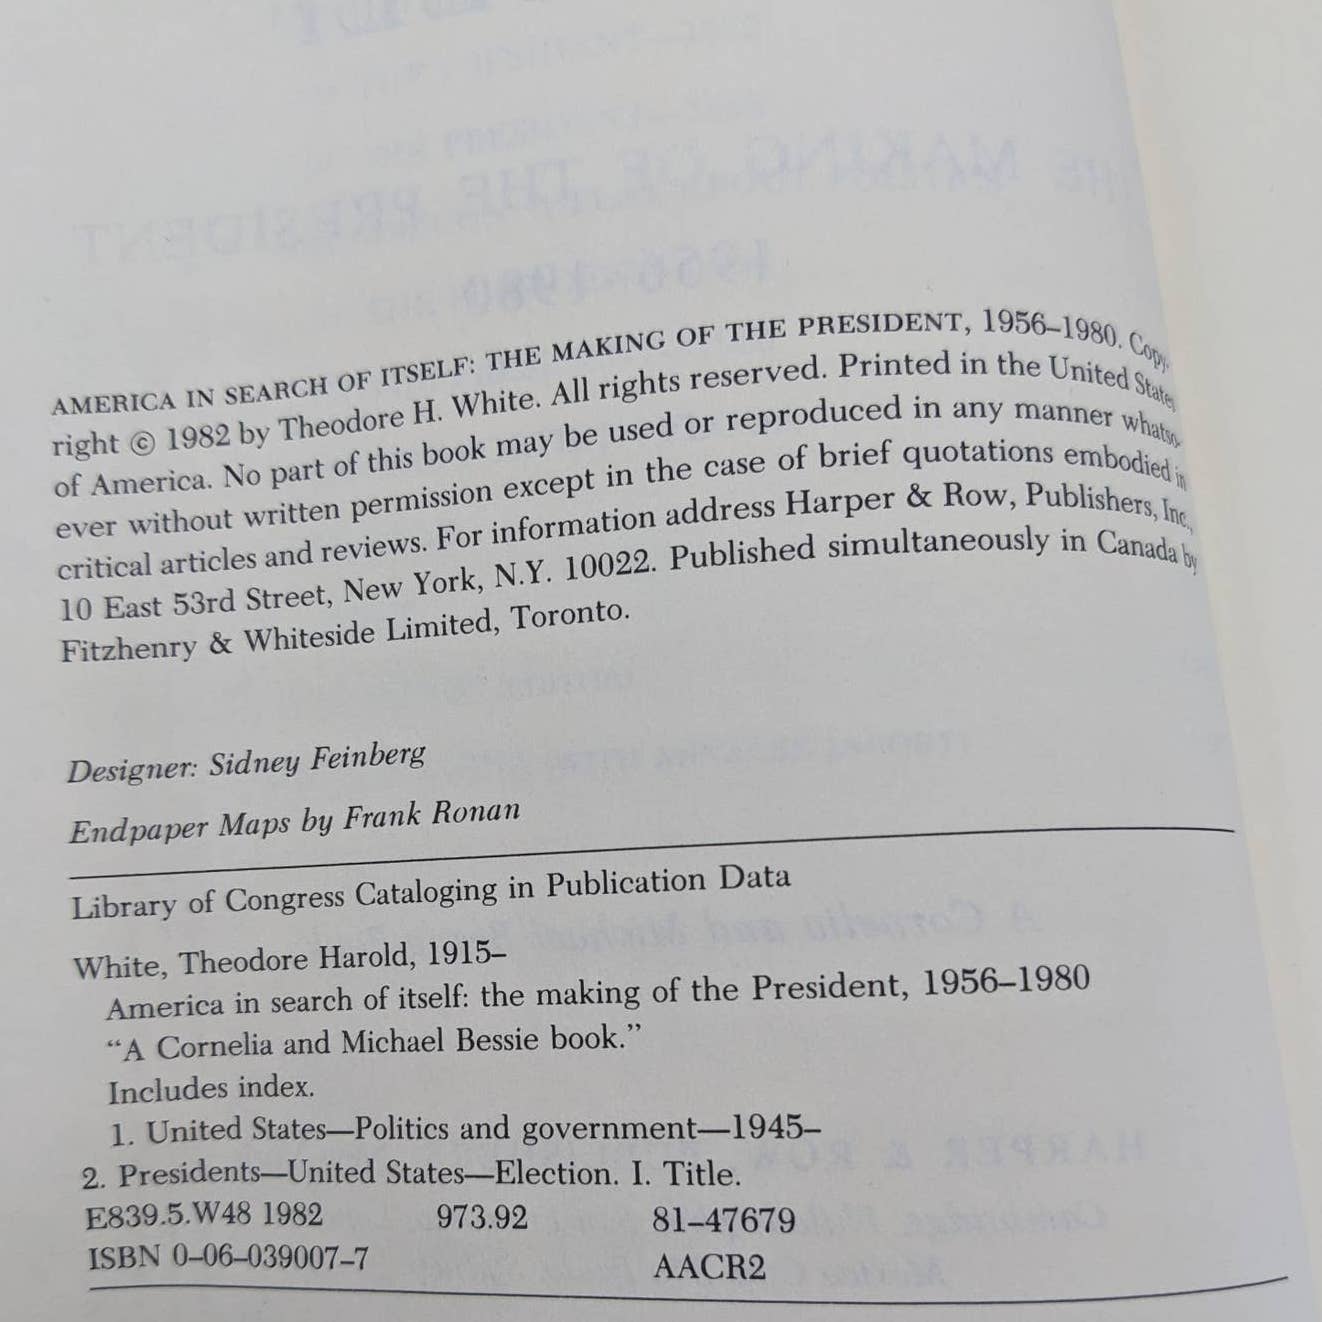 AMERICA IN SEARCH OF ITSELF: THE MAKING OF THE PRESIDENT, 1956–1980. Copy-
right © 1982 by Theodore H. White. All rights reserved. Printed in the United States
of America. No part of this book may be used or reproduced in any manner whatso-
ever without written permission except in the case of brief quotations embodied in
critical articles and reviews. For information address Harper & Row, Publishers, Inc.,
10 East 53rd Street, New York, N.Y. 10022. Published simultaneously in Canada by
Fitzhenry & Whiteside Limited, Toronto.
Designer: Sidney Feinberg
Endpaper Maps by Frank Ronan
Library of Congress Cataloging in Publication Data
White, Theodore Harold, 1915–
America in search of itself: the making of the President, 1956–1980
“A Cornelia and Michael Bessie book.”
Includes index.
1. United States—Politics and government—1945–
2. Presidents—United States—Election. I. Title.
E839.5.W48 1982 973.92 81–47679
ISBN 0–06–039007–7 AACR2